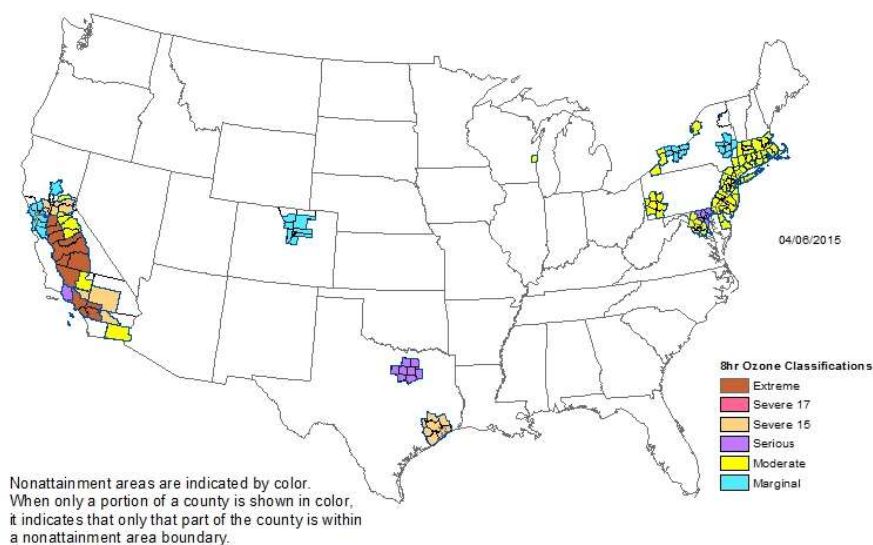 04/06/2015
8hr Ozone Classifications
Extreme
Severe 17
Severe 15
Serious
Moderate
Marginal
Nonattainment areas are indicated by color.
When only a portion of a county is shown in color,
it indicates that only that part of the county is within
a nonattainment area boundary.